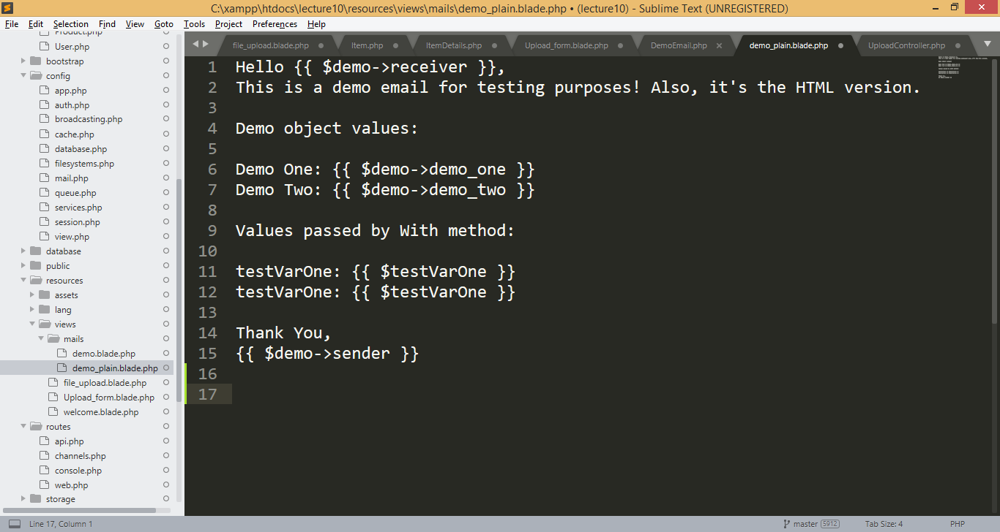 C:\xampp\htdocs\lecture10\resources\views\mails\demo_plain.blade.php • (lecture10) - Sublime Text (UNREGISTERED)
File Edit Selection Find View Goto Tools Project Preferences Help
file_upload.blade.php Item.php ItemDetails.php Upload_form.blade.php DemoEmail.php demo_plain.blade.php UploadController.php
Product.php
User.php
bootstrap
config
app.php
auth.php
broadcasting.php
cache.php
database.php
filesystems.php
mail.php
queue.php
services.php
session.php
view.php
database
public
resources
assets
lang
views
mails
demo.blade.php
demo_plain.blade.php
file_upload.blade.php
Upload_form.blade.php
welcome.blade.php
routes
api.php
channels.php
console.php
web.php
storage
1 Hello {{ $demo->receiver }},
2 This is a demo email for testing purposes! Also, it's the HTML version.
3
4 Demo object values:
5
6 Demo One: {{ $demo->demo_one }}
7 Demo Two: {{ $demo->demo_two }}
8
9 Values passed by With method:
10
11 testVarOne: {{ $testVarOne }}
12 testVarOne: {{ $testVarOne }}
13
14 Thank You,
15 {{ $demo->sender }}
16
17
Line 17, Column 1 master 5912 Tab Size: 4 PHP